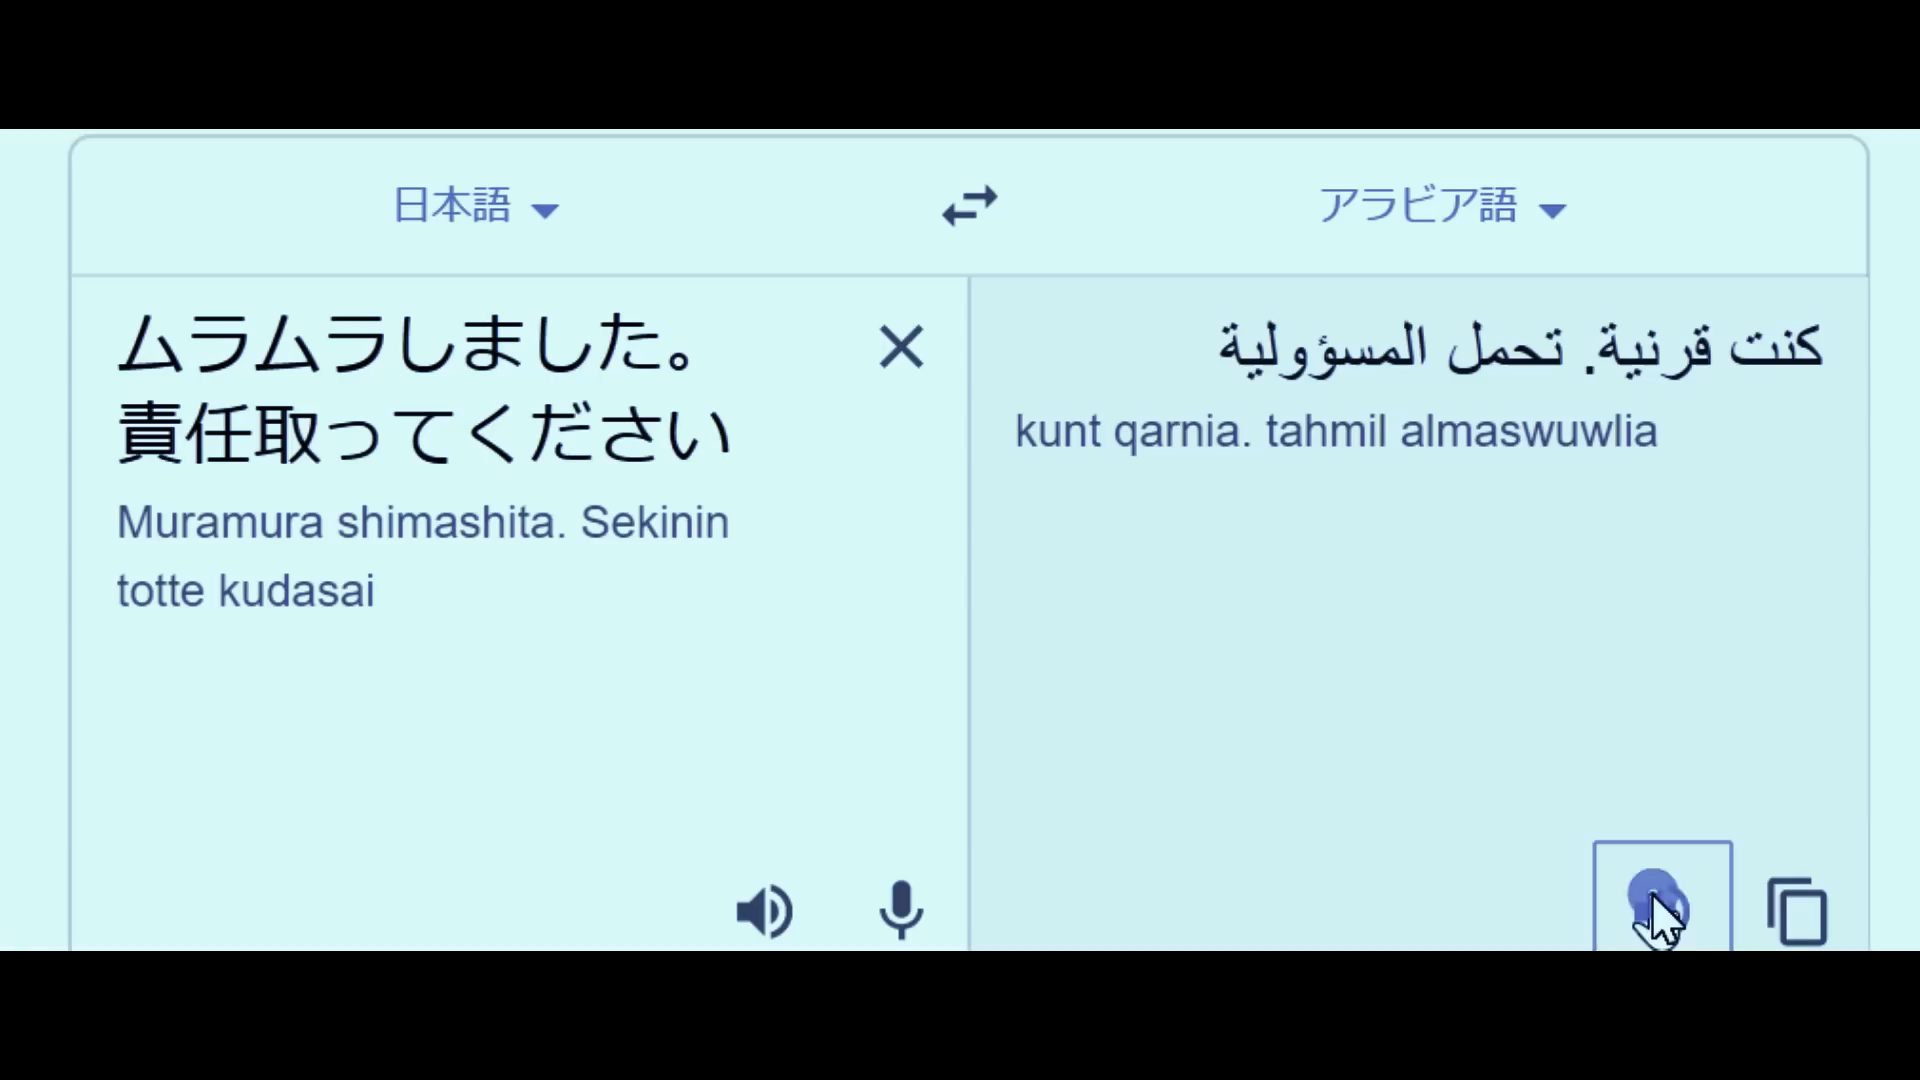 日本語
アラビア語
ムラムラしました。
責任取ってください
Muramura shimashita. Sekinin
totte kudasai
كنت قرنية. تحمل المسؤولية
kunt qarnia. tahmil almaswuwlia